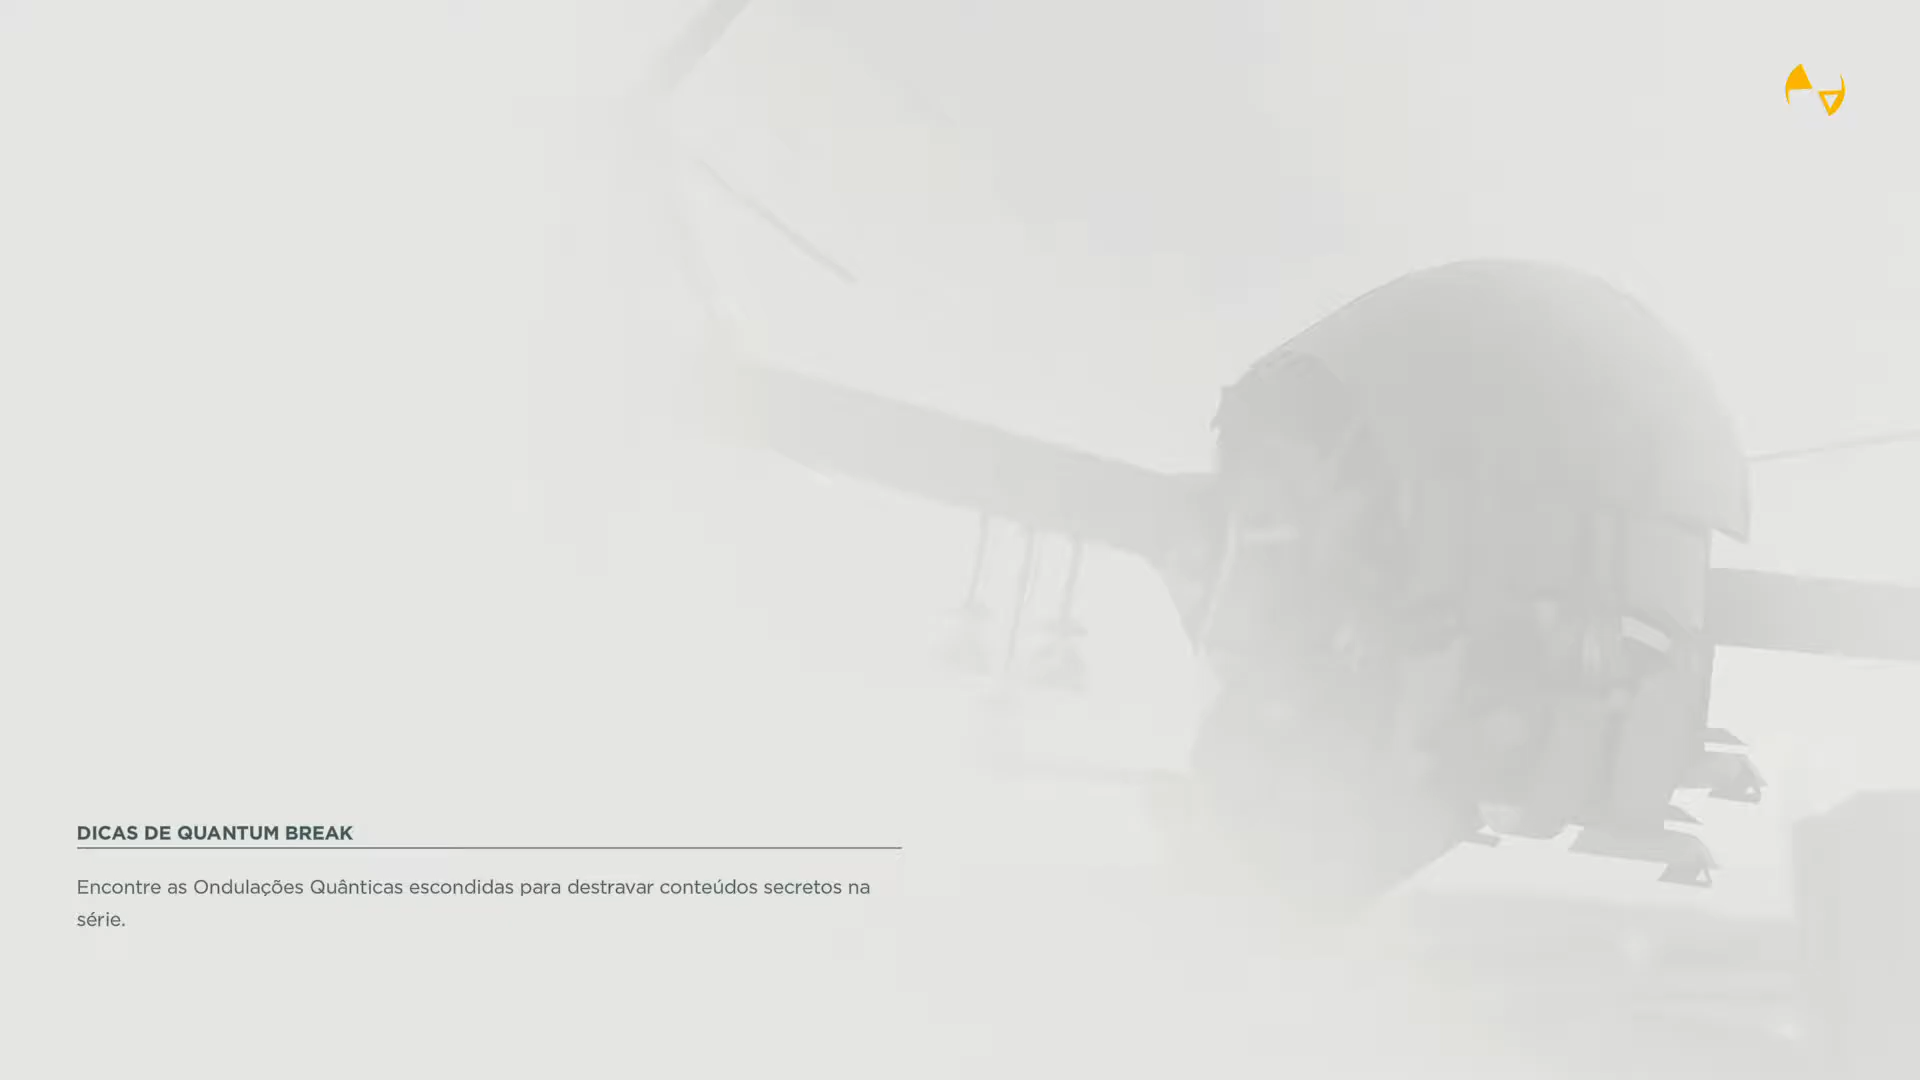 DICAS DE QUANTUM BREAK
Encontre as Ondulações Quânticas escondidas para destravar conteúdos secretos na
série.